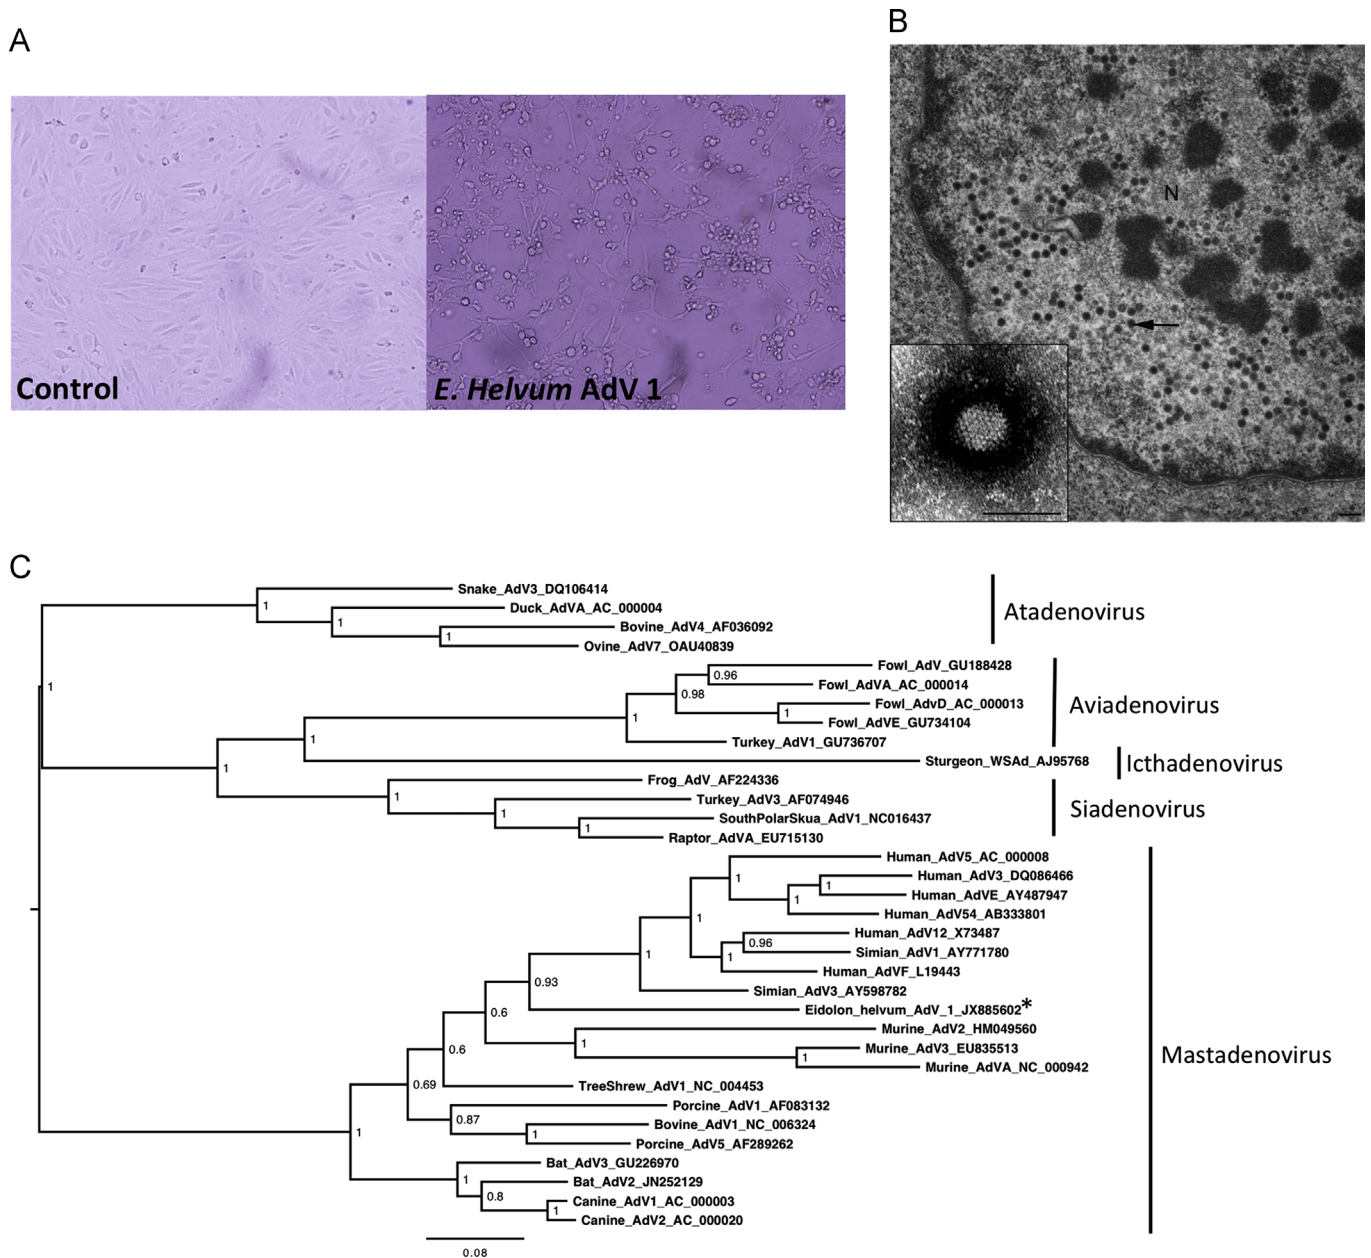 A
B
Control
E. Helvum AdV 1
N
C
Snake_AdV3_DQ106414
1
Duck_AdVA_AC_000004
Atadenovirus
1
Bovine_AdV4_AF036092
1
Ovine_AdV7_OAU40839
Fowl_AdV_GU188428
0.96
1
Fowl_AdVA_AC_000014
0.98
Fowl_AdvD_AC_000013
Aviadenovirus
1
1
Fowl_AdVE_GU734104
1
Turkey_AdV1_GU736707
Sturgeon_WSAd_AJ95768
Icthadenovirus
1
Frog_AdV_AF224336
1
Turkey_AdV3_AF074946
Siadenovirus
1
SouthPolarSkua_AdV1_NC016437
1
Raptor_AdVA_EU715130
Human_AdV5_AC_000008
1
Human_AdV3_DQ086466
1
Human_AdVE_AY487947
1
Human_AdV54_AB333801
1
Human_AdV12_X73487
0.96
1
Simian_AdV1_AY771780
1
Human_AdVF_L19443
0.93
Simian_AdV3_AY598782
Eidolon_helvum_AdV_1_JX885602*
0.6
Murine_AdV2_HM049560
1
Murine_AdV3_EU835513
0.6
1
Mastadenovirus
Murine_AdVA_NC_000942
0.69
TreeShrew_AdV1_NC_004453
Porcine_AdV1_AF083132
0.87
Bovine_AdV1_NC_006324
1
1
Porcine_AdV5_AF289262
Bat_AdV3_GU226970
1
Bat_AdV2_JN252129
0.8
Canine_AdV1_AC_000003
1
Canine_AdV2_AC_000020
0.08